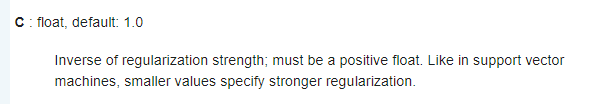 C : float, default: 1.0
Inverse of regularization strength; must be a positive float. Like in support vector
machines, smaller values specify stronger regularization.